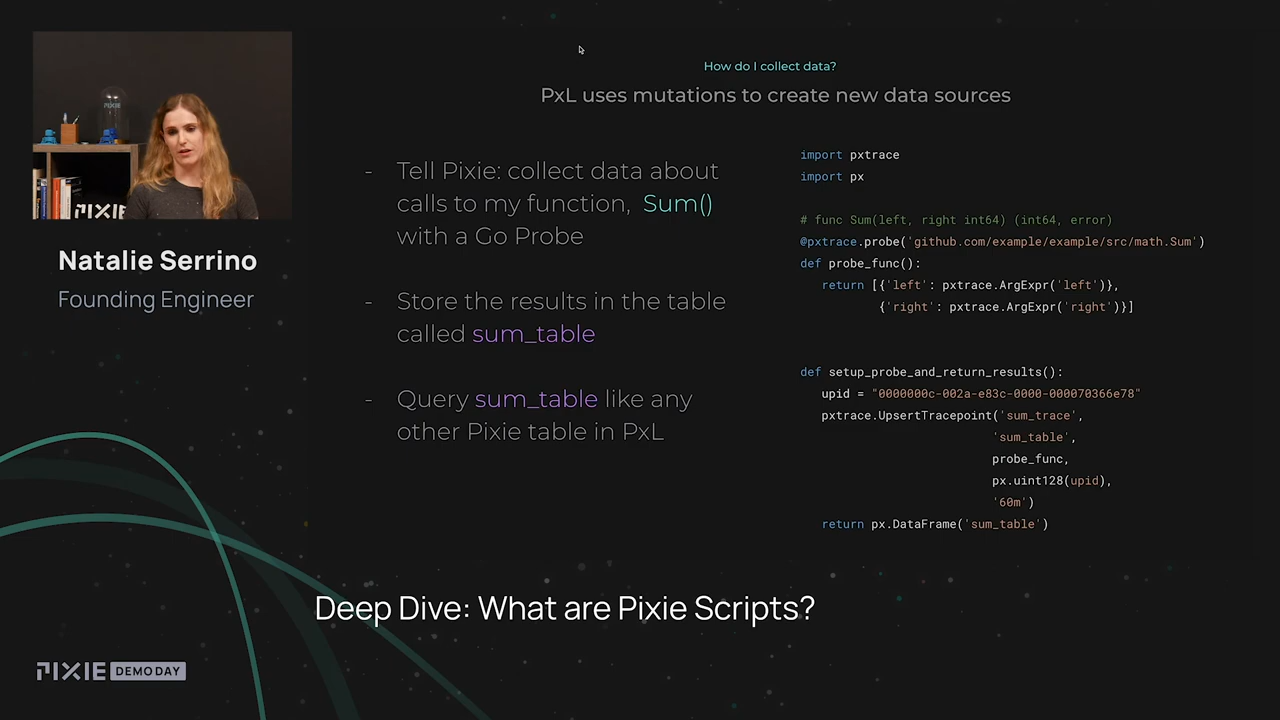 How do I collect data?
PxL uses mutations to create new data sources
- Tell Pixie: collect data about
calls to my function, Sum()
with a Go Probe
- Store the results in the table
called sum_table
- Query sum_table like any
other Pixie table in PxL
import pxtrace
import px
# func Sum(left, right int64) (int64, error)
@pxtrace.probe('github.com/example/example/src/math.Sum')
def probe_func():
return [{'left': pxtrace.ArgExpr('left')},
{'right': pxtrace.ArgExpr('right')}]
def setup_probe_and_return_results():
upid = "0000000c-002a-e83c-0000-000070366e78"
pxtrace.UpsertTracepoint('sum_trace',
'sum_table',
probe_func,
px.uint128(upid),
'60m')
return px.DataFrame('sum_table')
PIXIE
PIXIE
Natalie Serrino
Founding Engineer
Deep Dive: What are Pixie Scripts?
PIXIE DEMO DAY